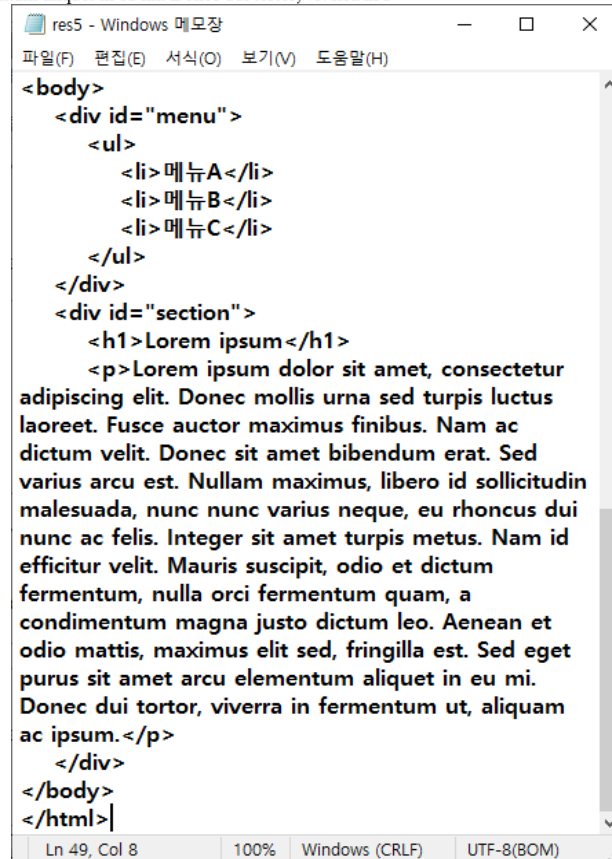 res5 - Windows 메모장
파일(F) 편집(E) 서식(O) 보기(V) 도움말(H)
<body>
<div id="menu">
<ul>
<li>메뉴A</li>
<li>메뉴B</li>
<li>메뉴C</li>
</ul>
</div>
<div id="section">
<h1>Lorem ipsum</h1>
<p>Lorem ipsum dolor sit amet, consectetur
adipiscing elit. Donec mollis urna sed turpis luctus
laoreet. Fusce auctor maximus finibus. Nam ac
dictum velit. Donec sit amet bibendum erat. Sed
varius arcu est. Nullam maximus, libero id sollicitudin
malesuada, nunc nunc varius neque, eu rhoncus dui
nunc ac felis. Integer sit amet turpis metus. Nam id
efficitur velit. Mauris suscipit, odio et dictum
fermentum, nulla orci fermentum quam, a
condimentum magna justo dictum leo. Aenean et
odio mattis, maximus elit sed, fringilla est. Sed eget
purus sit amet arcu elementum aliquet in eu mi.
Donec dui tortor, viverra in fermentum ut, aliquam
ac ipsum.</p>
</div>
</body>
</html>
Ln 49, Col 8 100% Windows (CRLF) UTF-8(BOM)